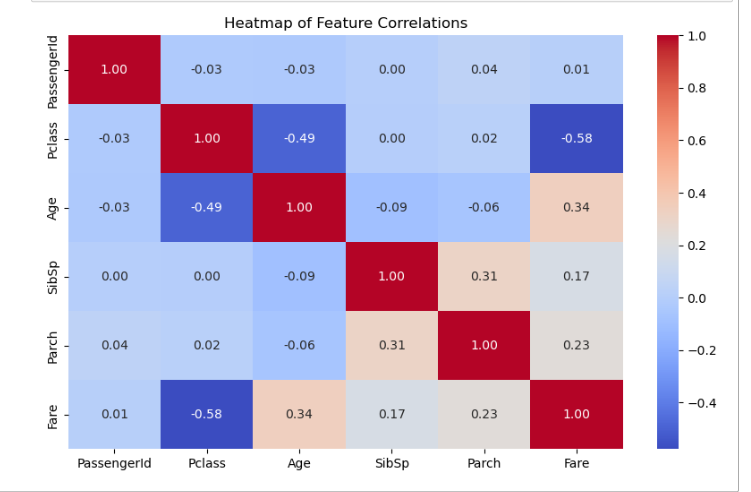 Heatmap of Feature Correlations
PassengerId 1.00 -0.03 -0.03 0.00 0.04 0.01
Pclass -0.03 1.00 -0.49 0.00 0.02 -0.58
Age -0.03 -0.49 1.00 -0.09 -0.06 0.34
SibSp 0.00 0.00 -0.09 1.00 0.31 0.17
Parch 0.04 0.02 -0.06 0.31 1.00 0.23
Fare 0.01 -0.58 0.34 0.17 0.23 1.00
PassengerId Pclass Age SibSp Parch Fare
1.0
0.8
0.6
0.4
0.2
0.0
−0.2
−0.4